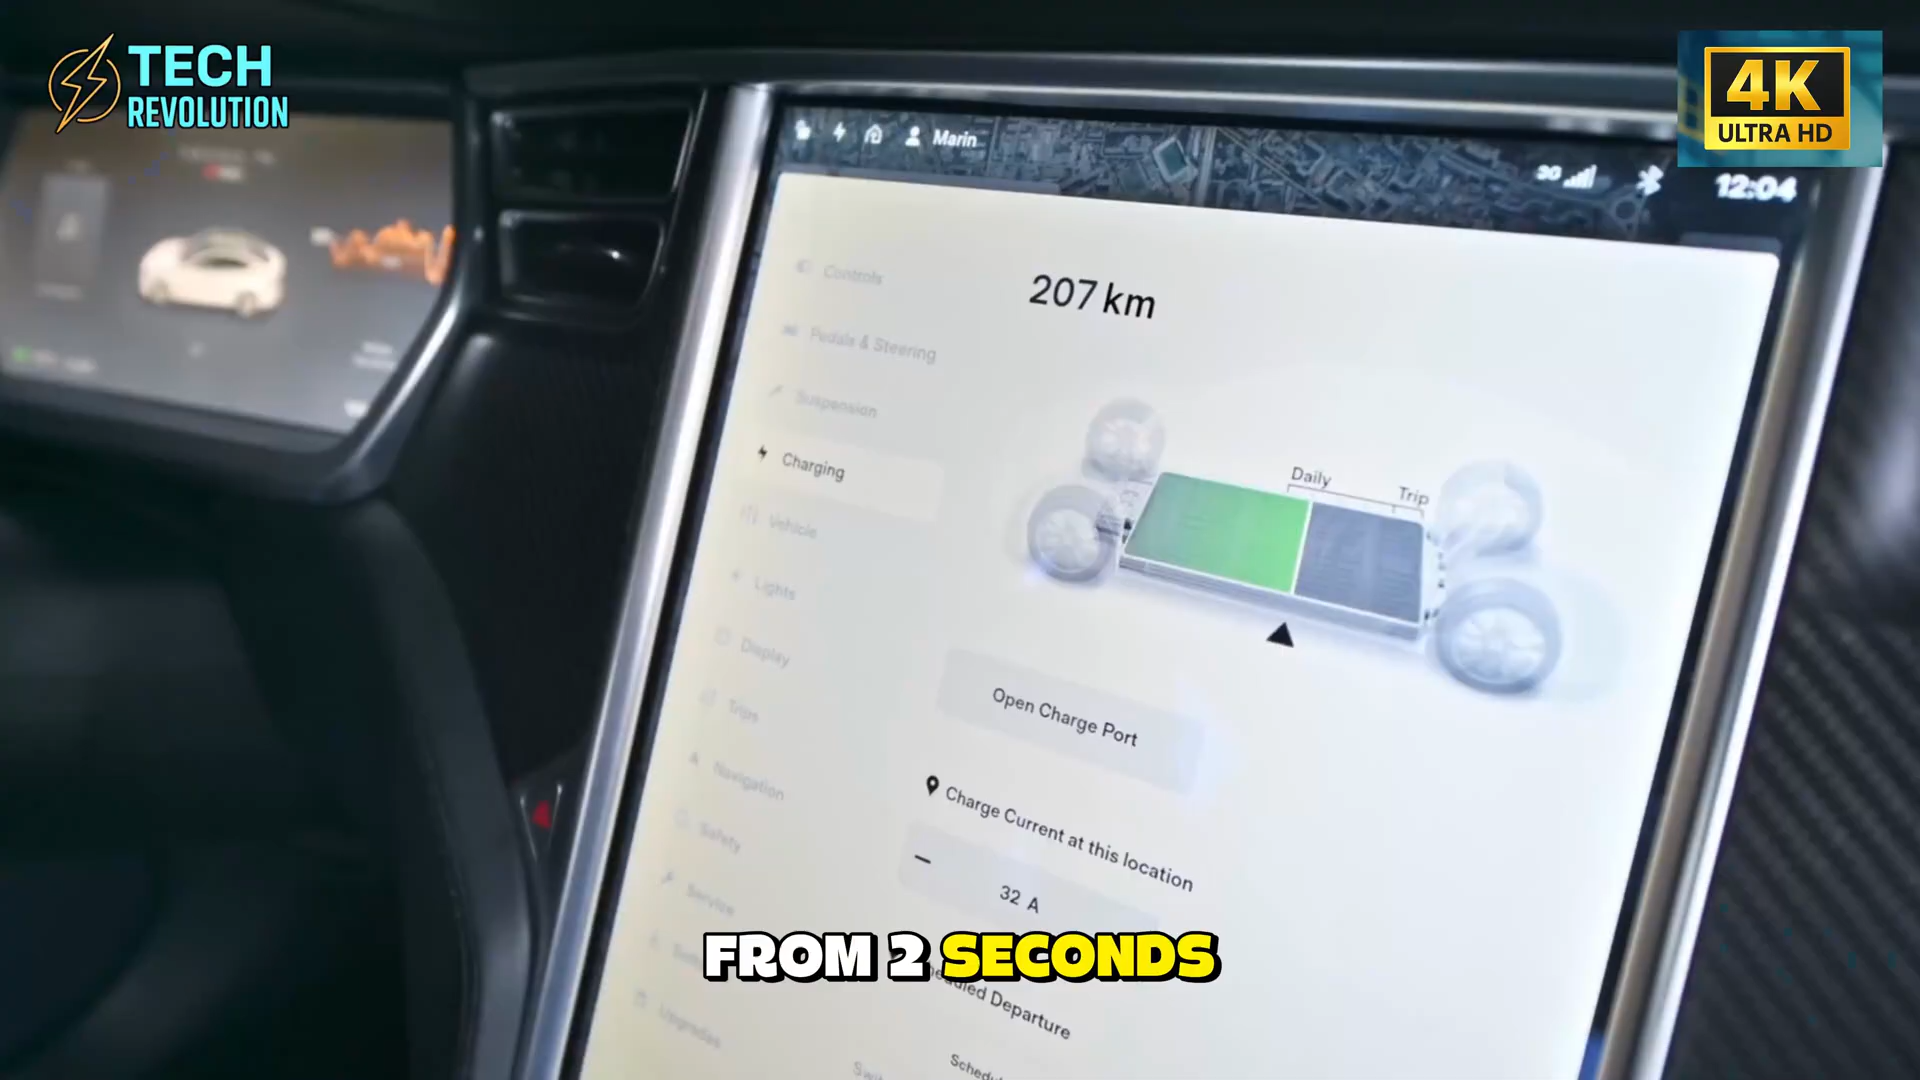 TECH
REVOLUTION
4K
ULTRA HD
Marin
3G
12:04
207 km
Controls
Pedals & Steering
Suspension
Charging
Vehicle
Lights
Display
Trips
Navigation
Safety
Service
Upgrades
Daily
Trip
Open Charge Port
Charge Current at this location
32 A
FROM 2 SECONDS
Departure